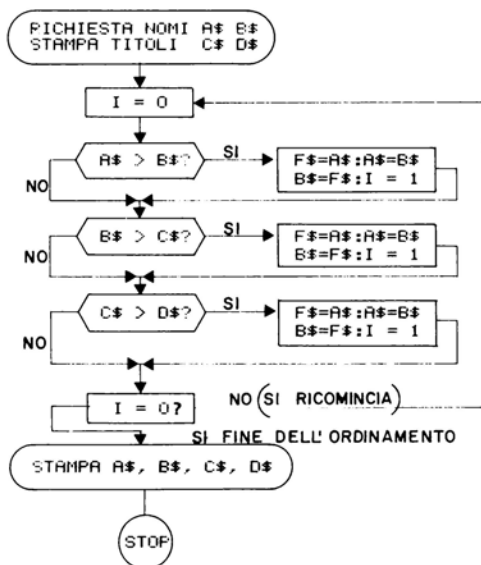 RICHIESTA NOMI A$ B$
STAMPA TITOLI C$ D$
I = 0
A$ > B$?
SI
F$=A$:A$=B$
B$=F$:I = 1
NO
B$ > C$?
SI
F$=A$:A$=B$
B$=F$:I = 1
NO
C$ > D$?
SI
F$=A$:A$=B$
B$=F$:I = 1
NO
I = 0?
NO (SI RICOMINCIA)
SI FINE DELL'ORDINAMENTO
STAMPA A$, B$, C$, D$
STOP